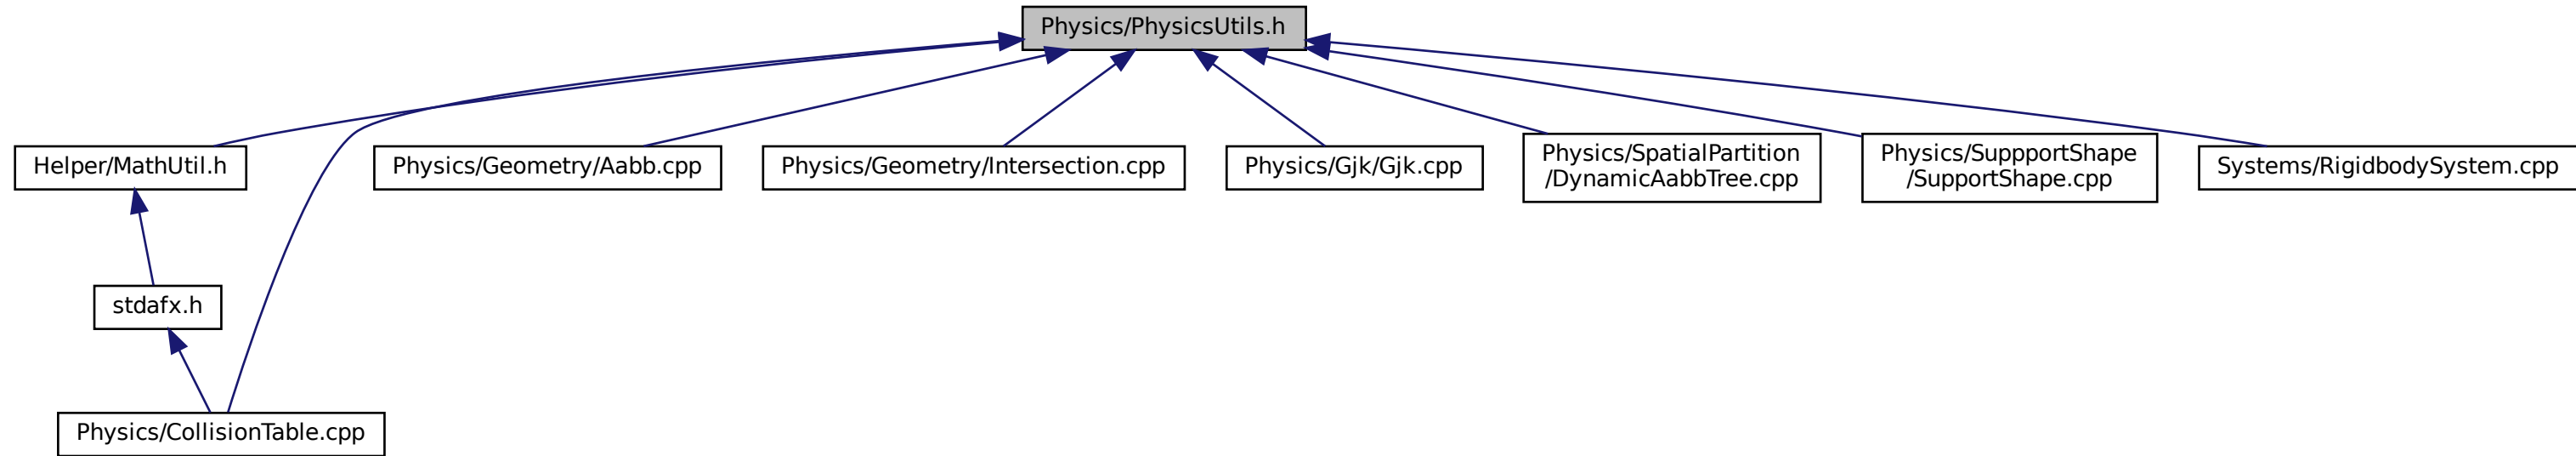 Physics/PhysicsUtils.h
Helper/MathUtil.h
Physics/Geometry/Aabb.cpp
Physics/Geometry/Intersection.cpp
Physics/Gjk/Gjk.cpp
Physics/SpatialPartition
/DynamicAabbTree.cpp
Physics/SuppportShape
/SupportShape.cpp
Systems/RigidbodySystem.cpp
stdafx.h
Physics/CollisionTable.cpp